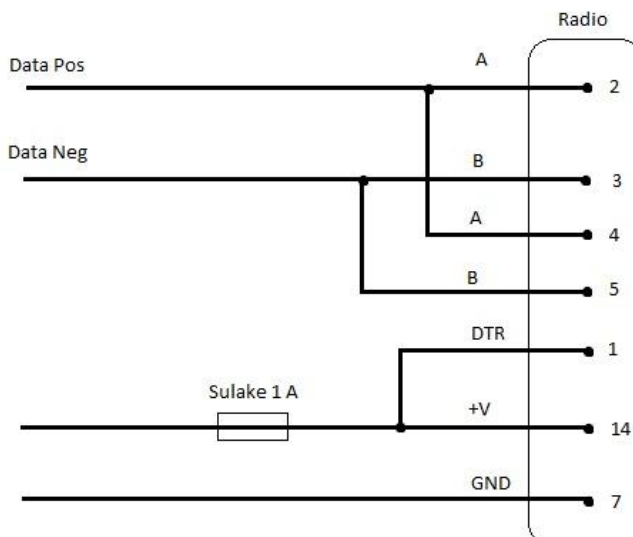 Radio
Data Pos
A
2
Data Neg
B
3
A
4
B
5
DTR
1
Sulake 1 A
+V
14
GND
7